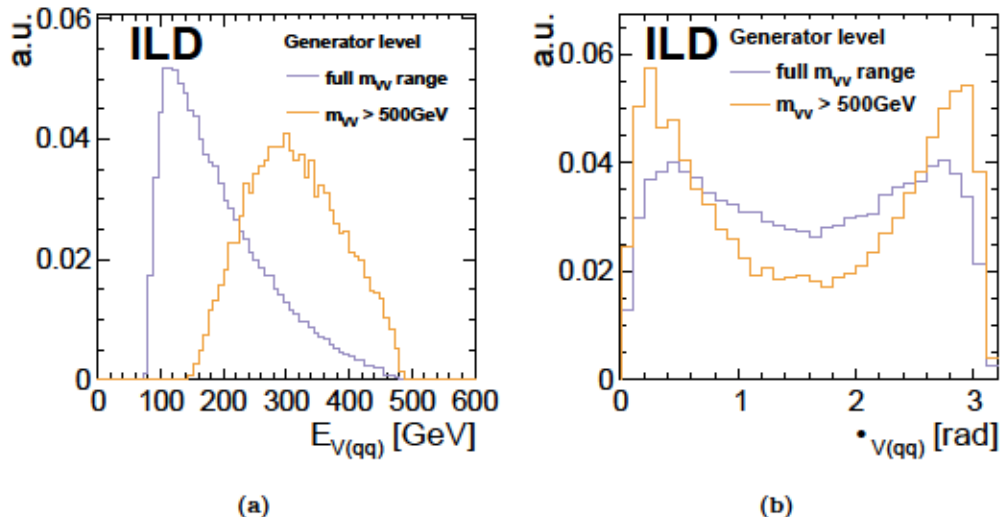 a.u.
0.06
0.04
0.02
0
ILD
Generator level
full m_VV range
m_VV > 500GeV
0 100 200 300 400 500 600
E_V(qq) [GeV]
(a)
a.u.
0.06
0.04
0.02
0
ILD
Generator level
full m_VV range
m_VV > 500GeV
0 1 2 3
•_V(qq) [rad]
(b)